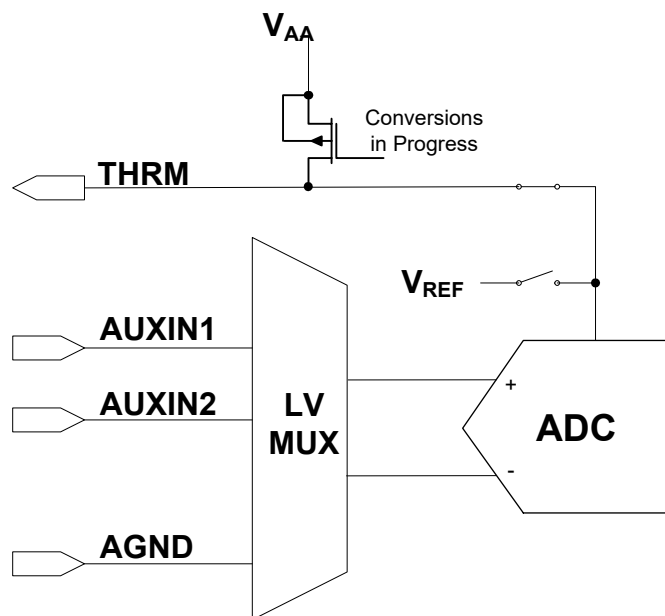 VAA
Conversions
in Progress
THRM
VREF
AUXIN1
AUXIN2
LV
MUX
+
ADC
-
AGND